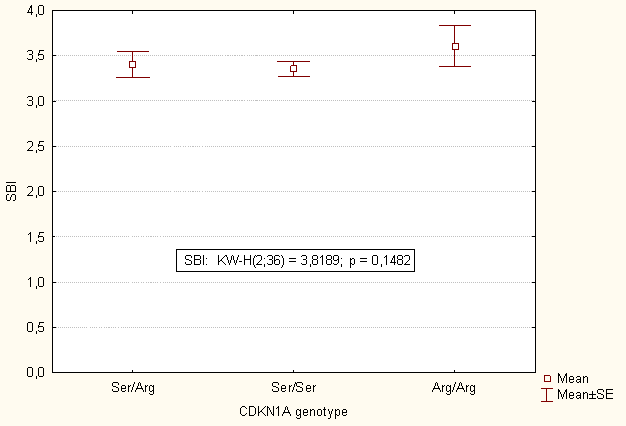 4,0
3,5
3,0
2,5
2,0
1,5
1,0
0,5
0,0
SBI
SBI: KW-H(2;36) = 3,8189; p = 0,1482
Ser/Arg Ser/Ser Arg/Arg
CDKN1A genotype
Mean
Mean±SE